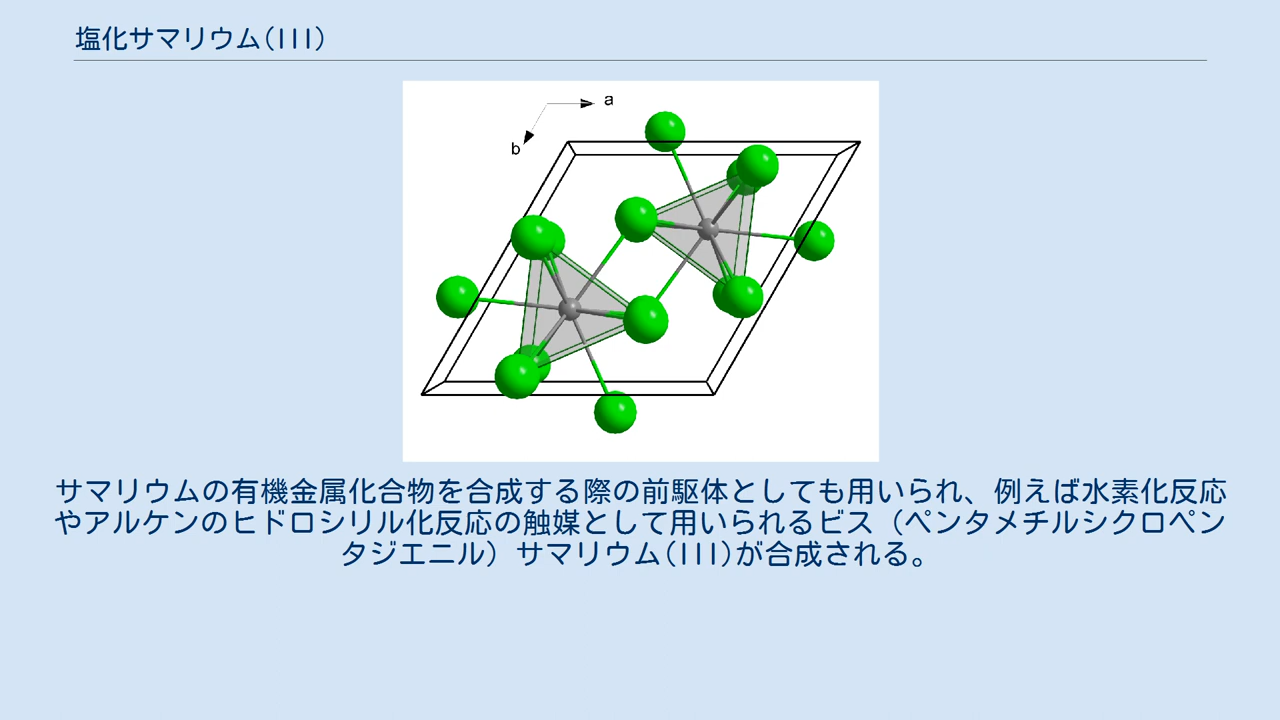 塩化サマリウム(III)
a
b
サマリウムの有機金属化合物を合成する際の前駆体としても用いられ、例えば水素化反応
やアルケンのヒドロシリル化反応の触媒として用いられるビス（ペンタメチルシクロペン
タジエニル）サマリウム(III)が合成される。